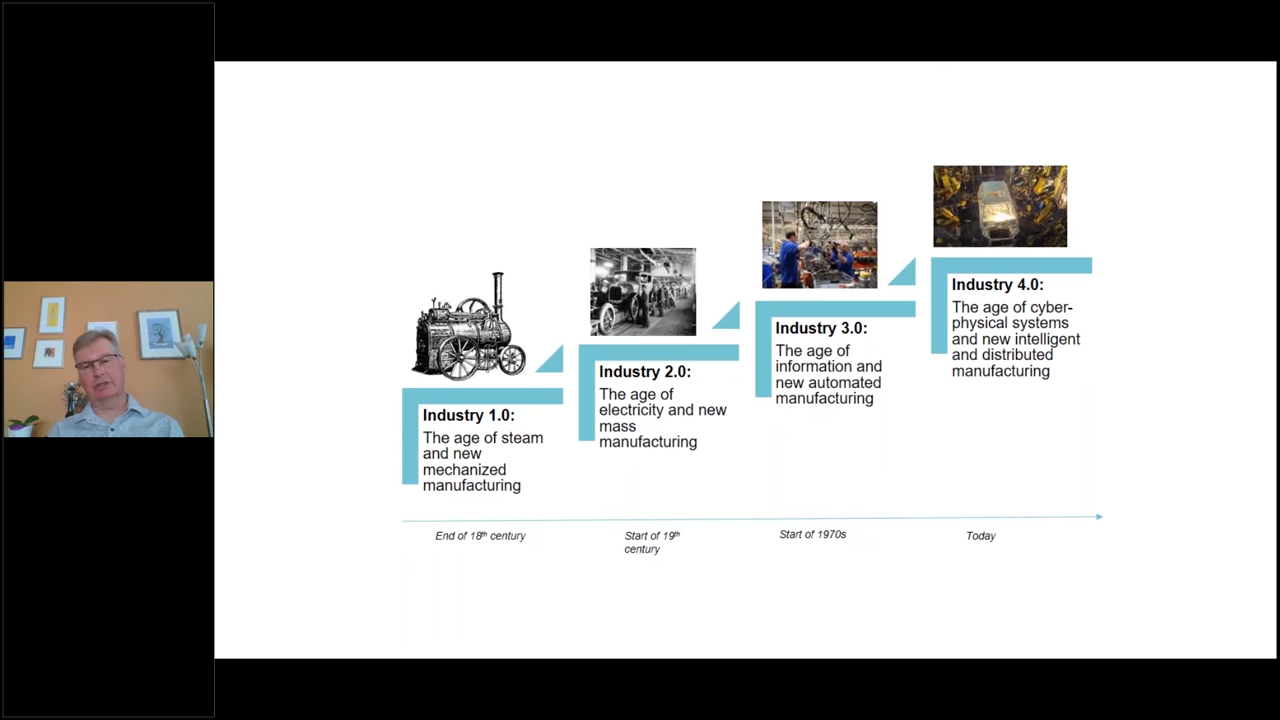 Industry 1.0:
The age of steam
and new
mechanized
manufacturing
Industry 2.0:
The age of
electricity and new
mass
manufacturing
Industry 3.0:
The age of
information and
new automated
manufacturing
Industry 4.0:
The age of cyber-
physical systems
and new intelligent
and distributed
manufacturing
End of 18th century
Start of 19th
century
Start of 1970s
Today